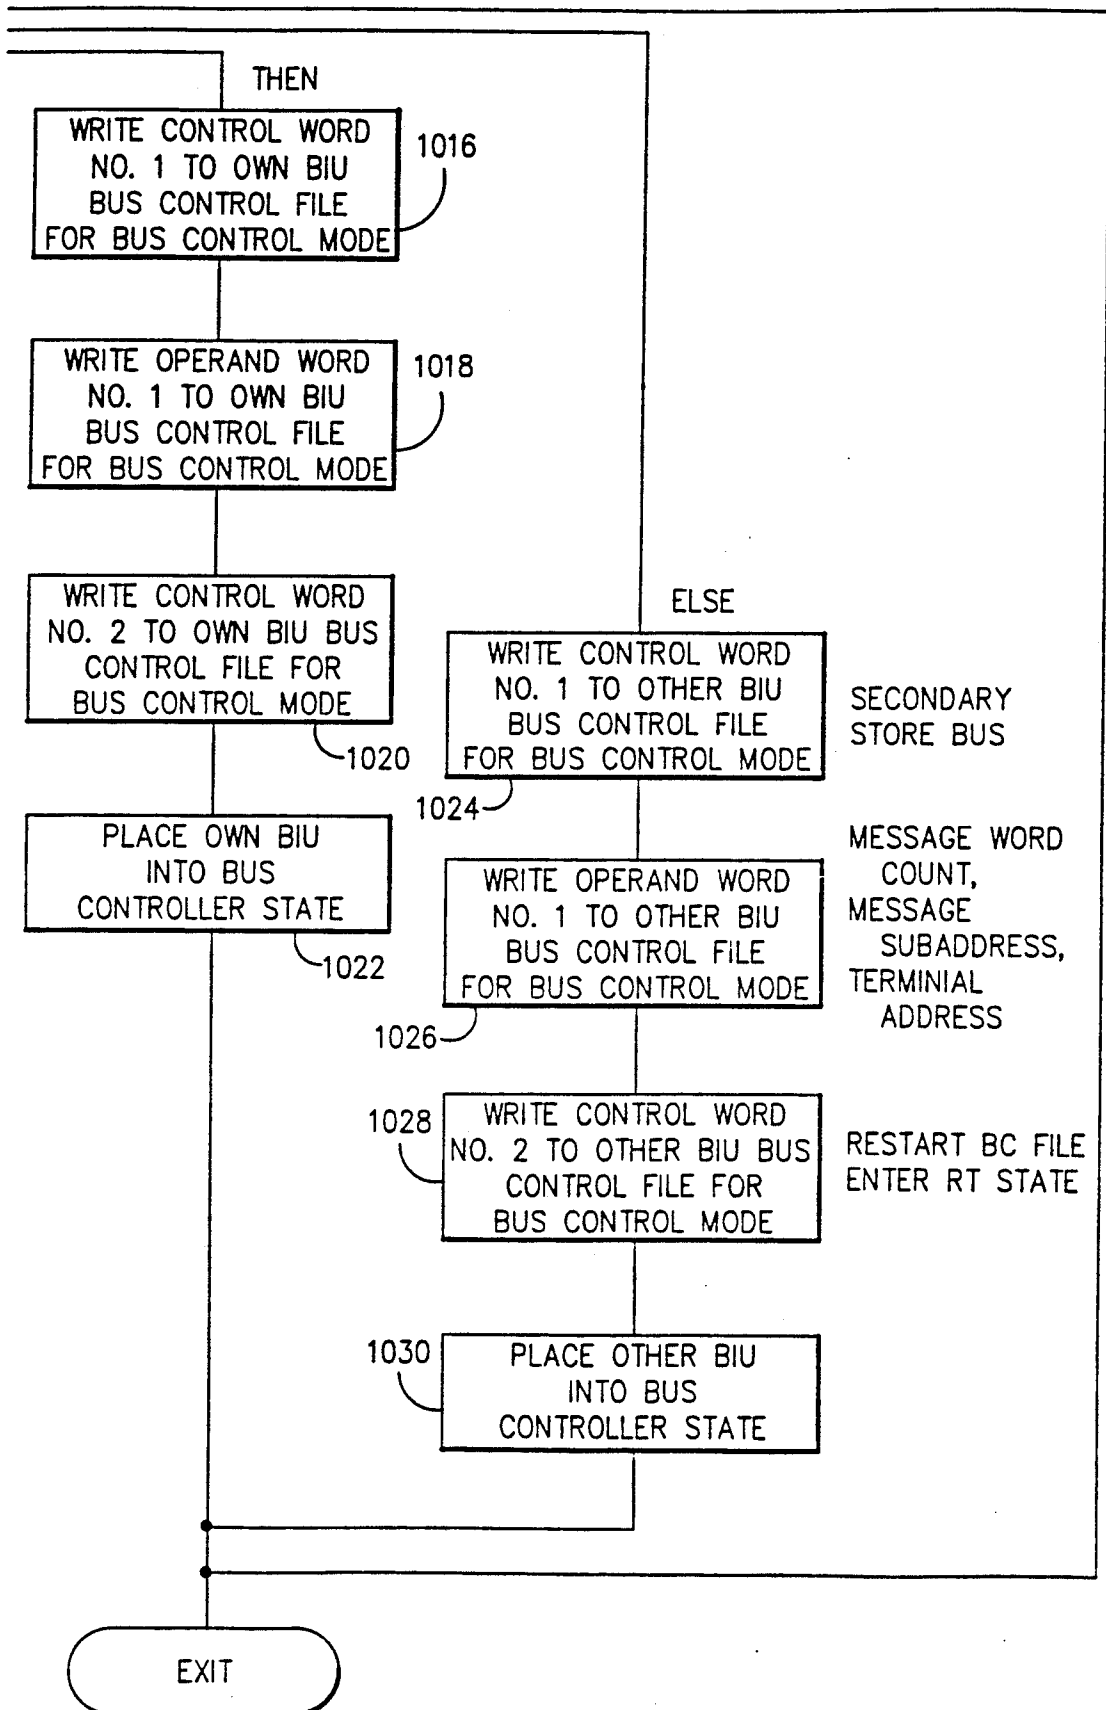 THEN
WRITE CONTROL WORD
NO. 1 TO OWN BIU
BUS CONTROL FILE
FOR BUS CONTROL MODE
1016
WRITE OPERAND WORD
NO. 1 TO OWN BIU
BUS CONTROL FILE
FOR BUS CONTROL MODE
1018
WRITE CONTROL WORD
NO. 2 TO OWN BIU BUS
CONTROL FILE FOR
BUS CONTROL MODE
1020
PLACE OWN BIU
INTO BUS
CONTROLLER STATE
1022
ELSE
WRITE CONTROL WORD
NO. 1 TO OTHER BIU
BUS CONTROL FILE
FOR BUS CONTROL MODE
1024
SECONDARY
STORE BUS
WRITE OPERAND WORD
NO. 1 TO OTHER BIU
BUS CONTROL FILE
FOR BUS CONTROL MODE
1026
MESSAGE WORD
COUNT,
MESSAGE
SUBADDRESS,
TERMINIAL
ADDRESS
1028
WRITE CONTROL WORD
NO. 2 TO OTHER BIU BUS
CONTROL FILE FOR
BUS CONTROL MODE
RESTART BC FILE
ENTER RT STATE
1030
PLACE OTHER BIU
INTO BUS
CONTROLLER STATE
EXIT